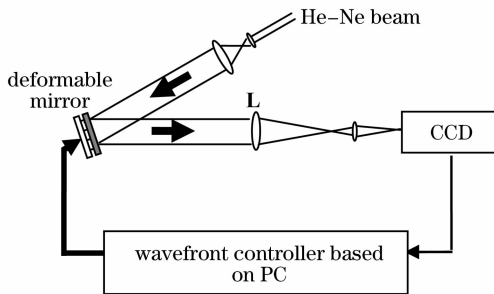 He–Ne beam
deformable
mirror
L
CCD
wavefront controller based
on PC